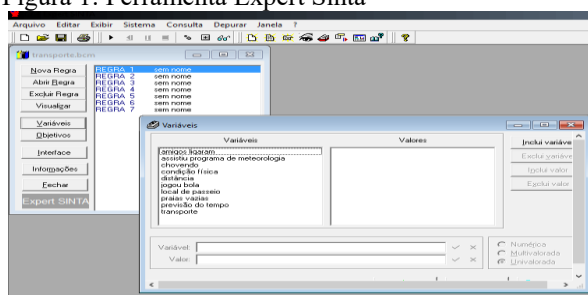 Figura 1. Ferramenta Expert Sinta
Arquivo Editar Exibir Sistema Consulta Depurar Janela ?
transporte.bcm
Nova Regra
Abrir Regra
Excluir Regra
Visualizar
Variáveis
Objetivos
Interface
Informações
Fechar
Expert SINTA
REGRA 1 sem nome
REGRA 2 sem nome
REGRA 3 sem nome
REGRA 4 sem nome
REGRA 5 sem nome
REGRA 6 sem nome
REGRA 7 sem nome
Variáveis
Variáveis Valores
amigos ligaram
assistiu programa de meteorologia
chovendo
condição física
distância
jogou bola
local de passeio
praias vazias
previsão do tempo
transporte
Inclui variáve
Exclui variáve
Inclui valor
Exclui valor
Variável:
Valor:
Numérica
Multivalorada
Univalorada